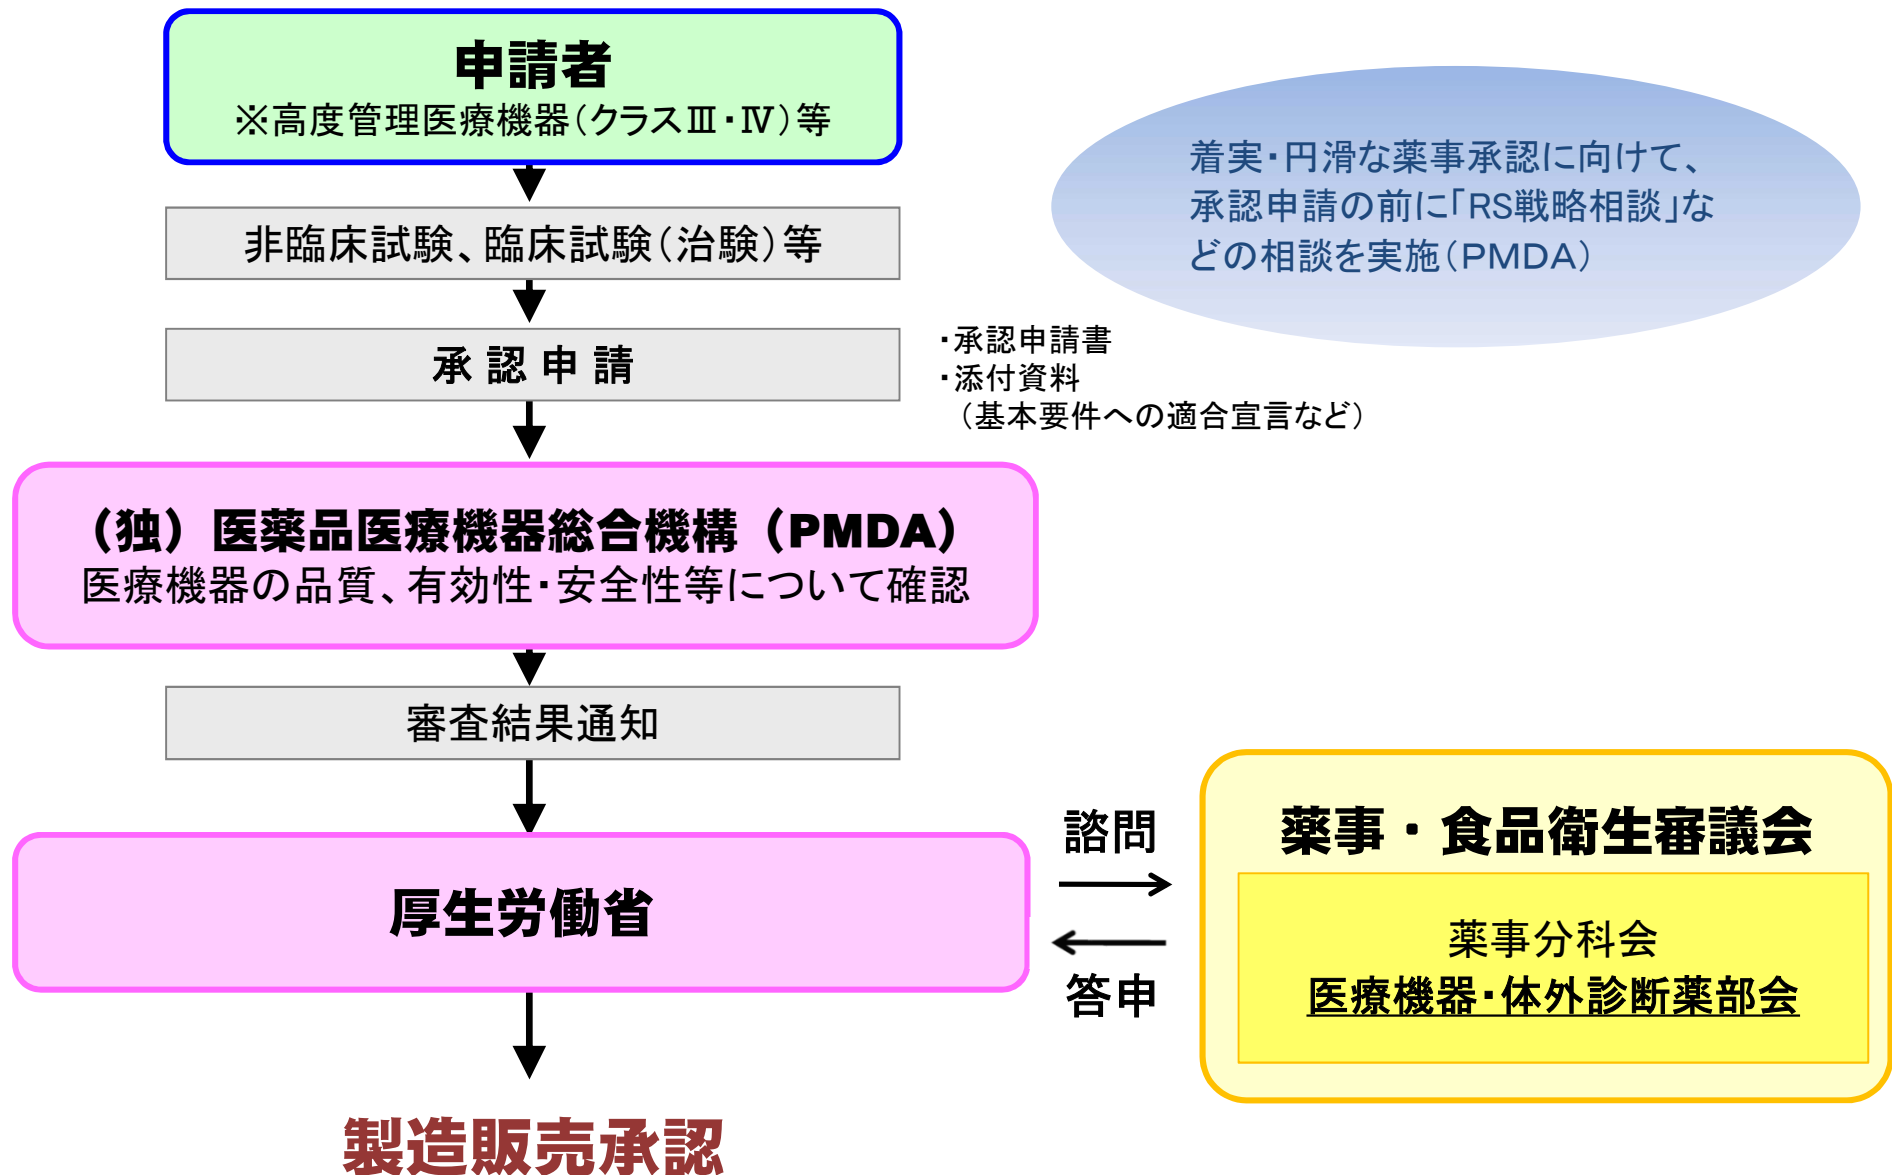 申請者
※高度管理医療機器（クラスⅢ・Ⅳ）等
着実・円滑な薬事承認に向けて、
承認申請の前に「RS戦略相談」な
どの相談を実施（PMDA）
非臨床試験、臨床試験（治験）等
承認申請
・承認申請書
・添付資料
（基本要件への適合宣言など）
（独）医薬品医療機器総合機構（PMDA）
医療機器の品質、有効性・安全性等について確認
審査結果通知
厚生労働省
諮問
答申
薬事・食品衛生審議会
薬事分科会
医療機器・体外診断薬部会
製造販売承認